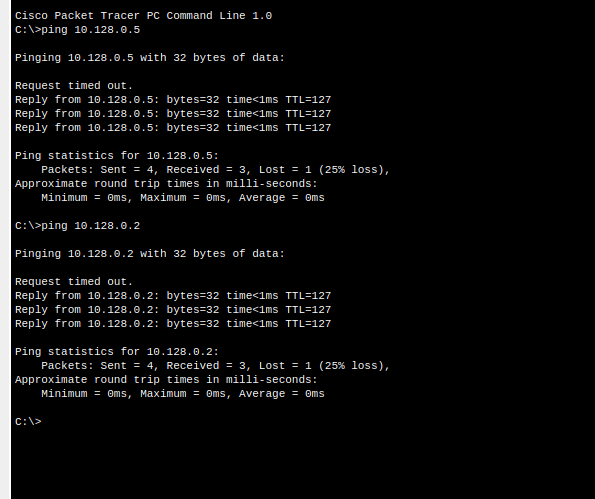 Cisco Packet Tracer PC Command Line 1.0
C:\>ping 10.128.0.5
Pinging 10.128.0.5 with 32 bytes of data:
Request timed out.
Reply from 10.128.0.5: bytes=32 time<1ms TTL=127
Reply from 10.128.0.5: bytes=32 time<1ms TTL=127
Reply from 10.128.0.5: bytes=32 time<1ms TTL=127
Ping statistics for 10.128.0.5:
    Packets: Sent = 4, Received = 3, Lost = 1 (25% loss),
Approximate round trip times in milli-seconds:
    Minimum = 0ms, Maximum = 0ms, Average = 0ms
C:\>ping 10.128.0.2
Pinging 10.128.0.2 with 32 bytes of data:
Request timed out.
Reply from 10.128.0.2: bytes=32 time<1ms TTL=127
Reply from 10.128.0.2: bytes=32 time<1ms TTL=127
Reply from 10.128.0.2: bytes=32 time<1ms TTL=127
Ping statistics for 10.128.0.2:
    Packets: Sent = 4, Received = 3, Lost = 1 (25% loss),
Approximate round trip times in milli-seconds:
    Minimum = 0ms, Maximum = 0ms, Average = 0ms
C:\>